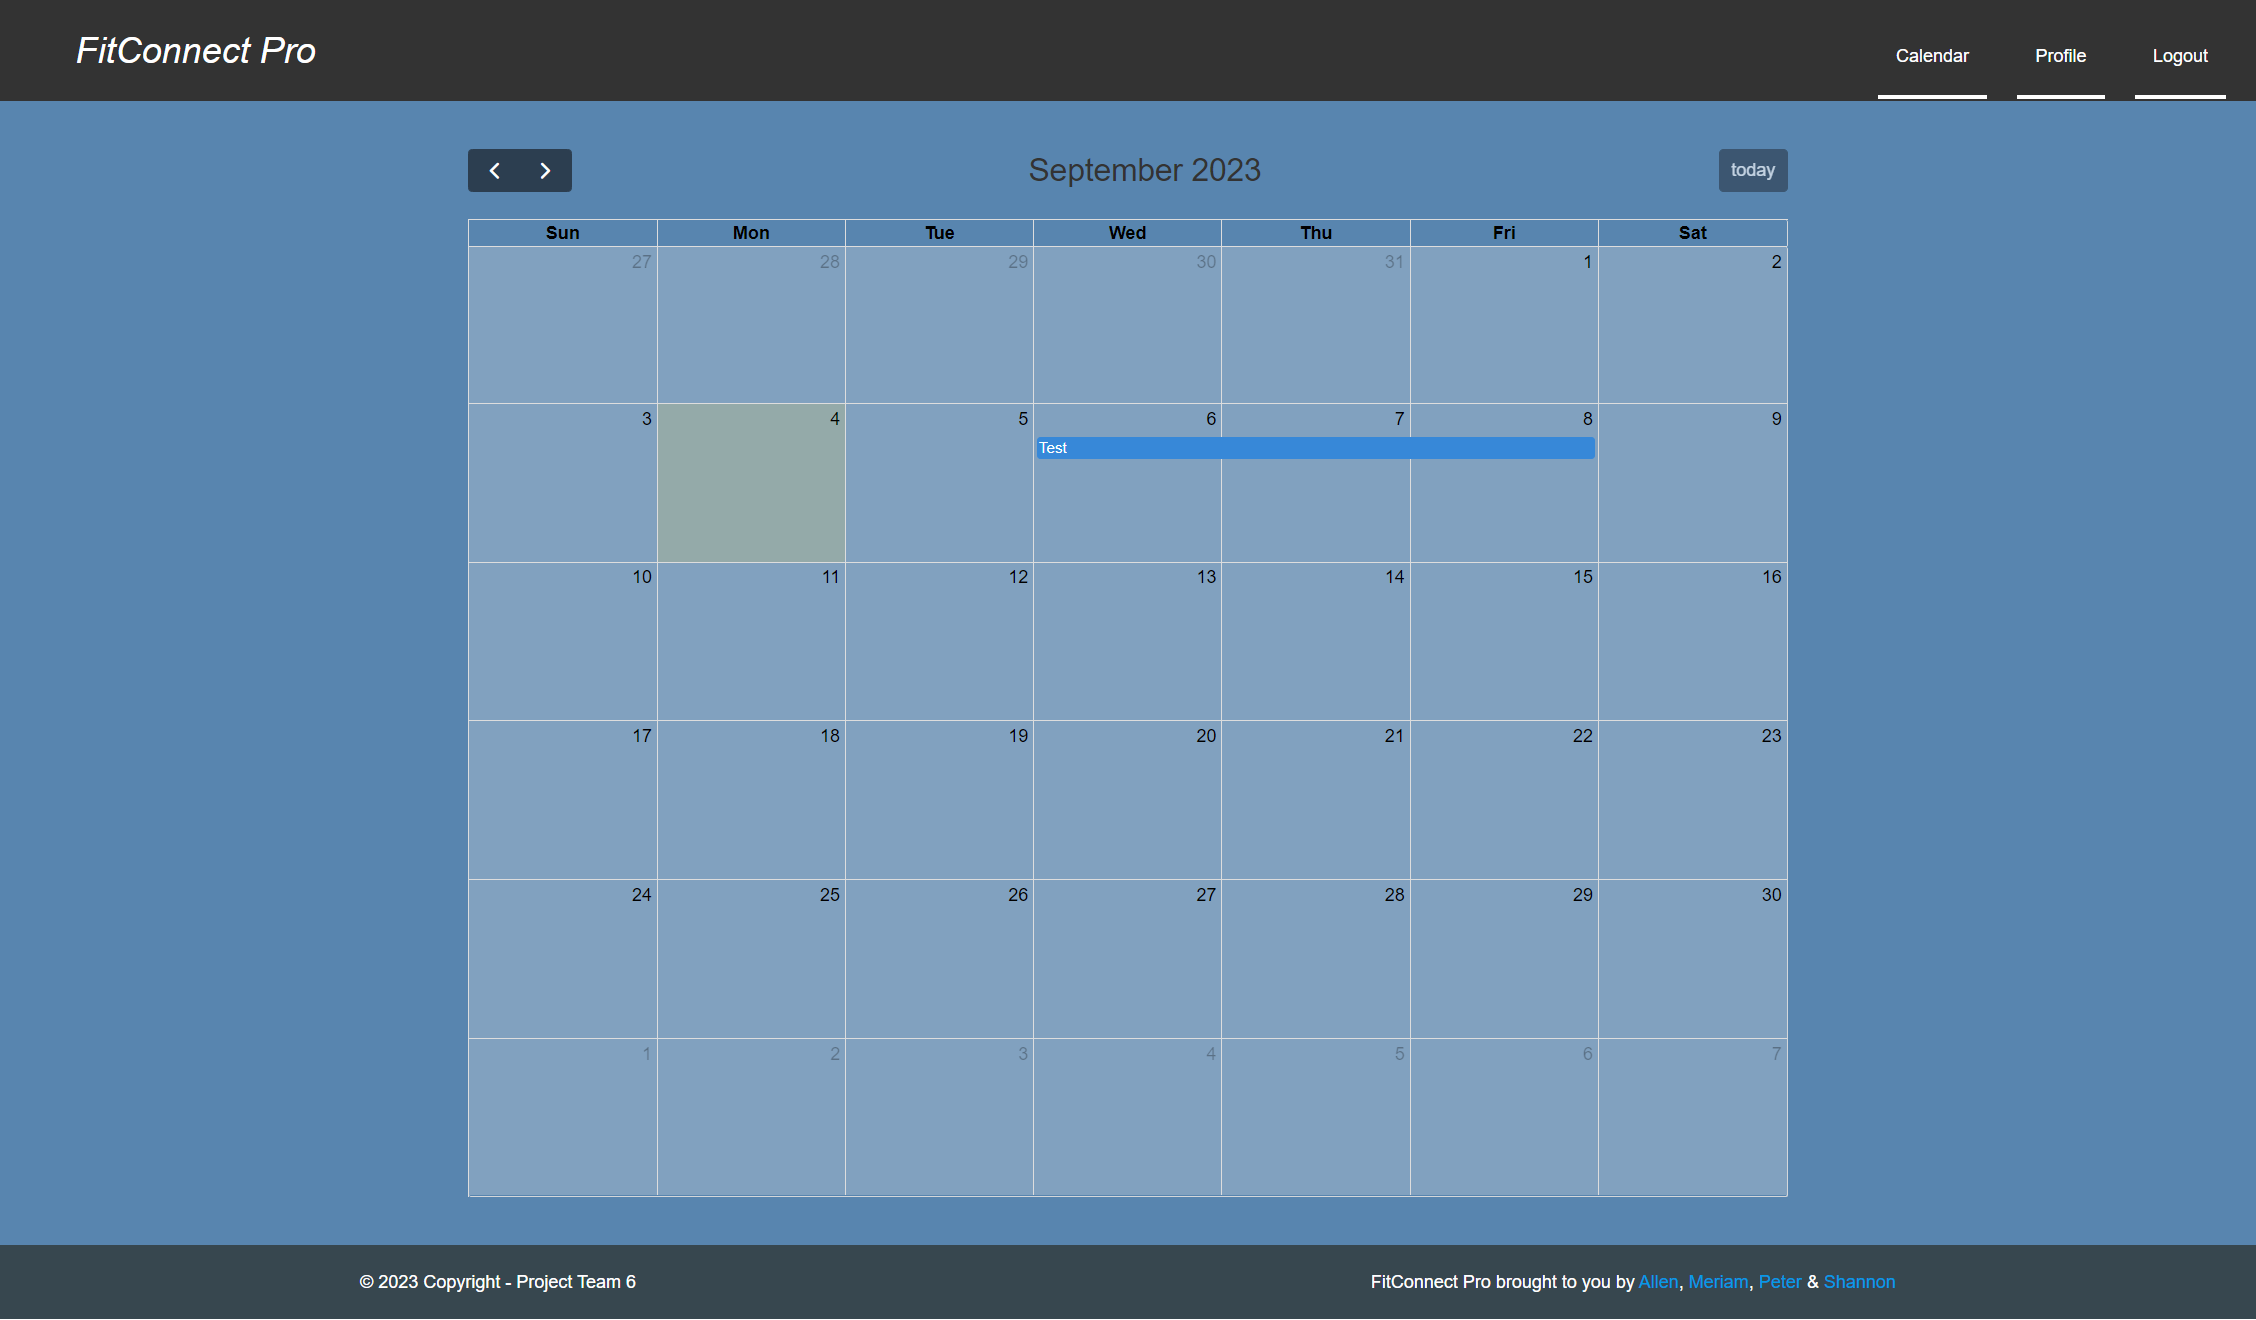 FitConnect Pro
Calendar Profile Logout
September 2023
today
Sun Mon Tue Wed Thu Fri Sat
27 28 29 30 31 1 2
3 4 5 6 7 8 9
Test
10 11 12 13 14 15 16
17 18 19 20 21 22 23
24 25 26 27 28 29 30
1 2 3 4 5 6 7
© 2023 Copyright - Project Team 6
FitConnect Pro brought to you by Allen, Meriam, Peter & Shannon